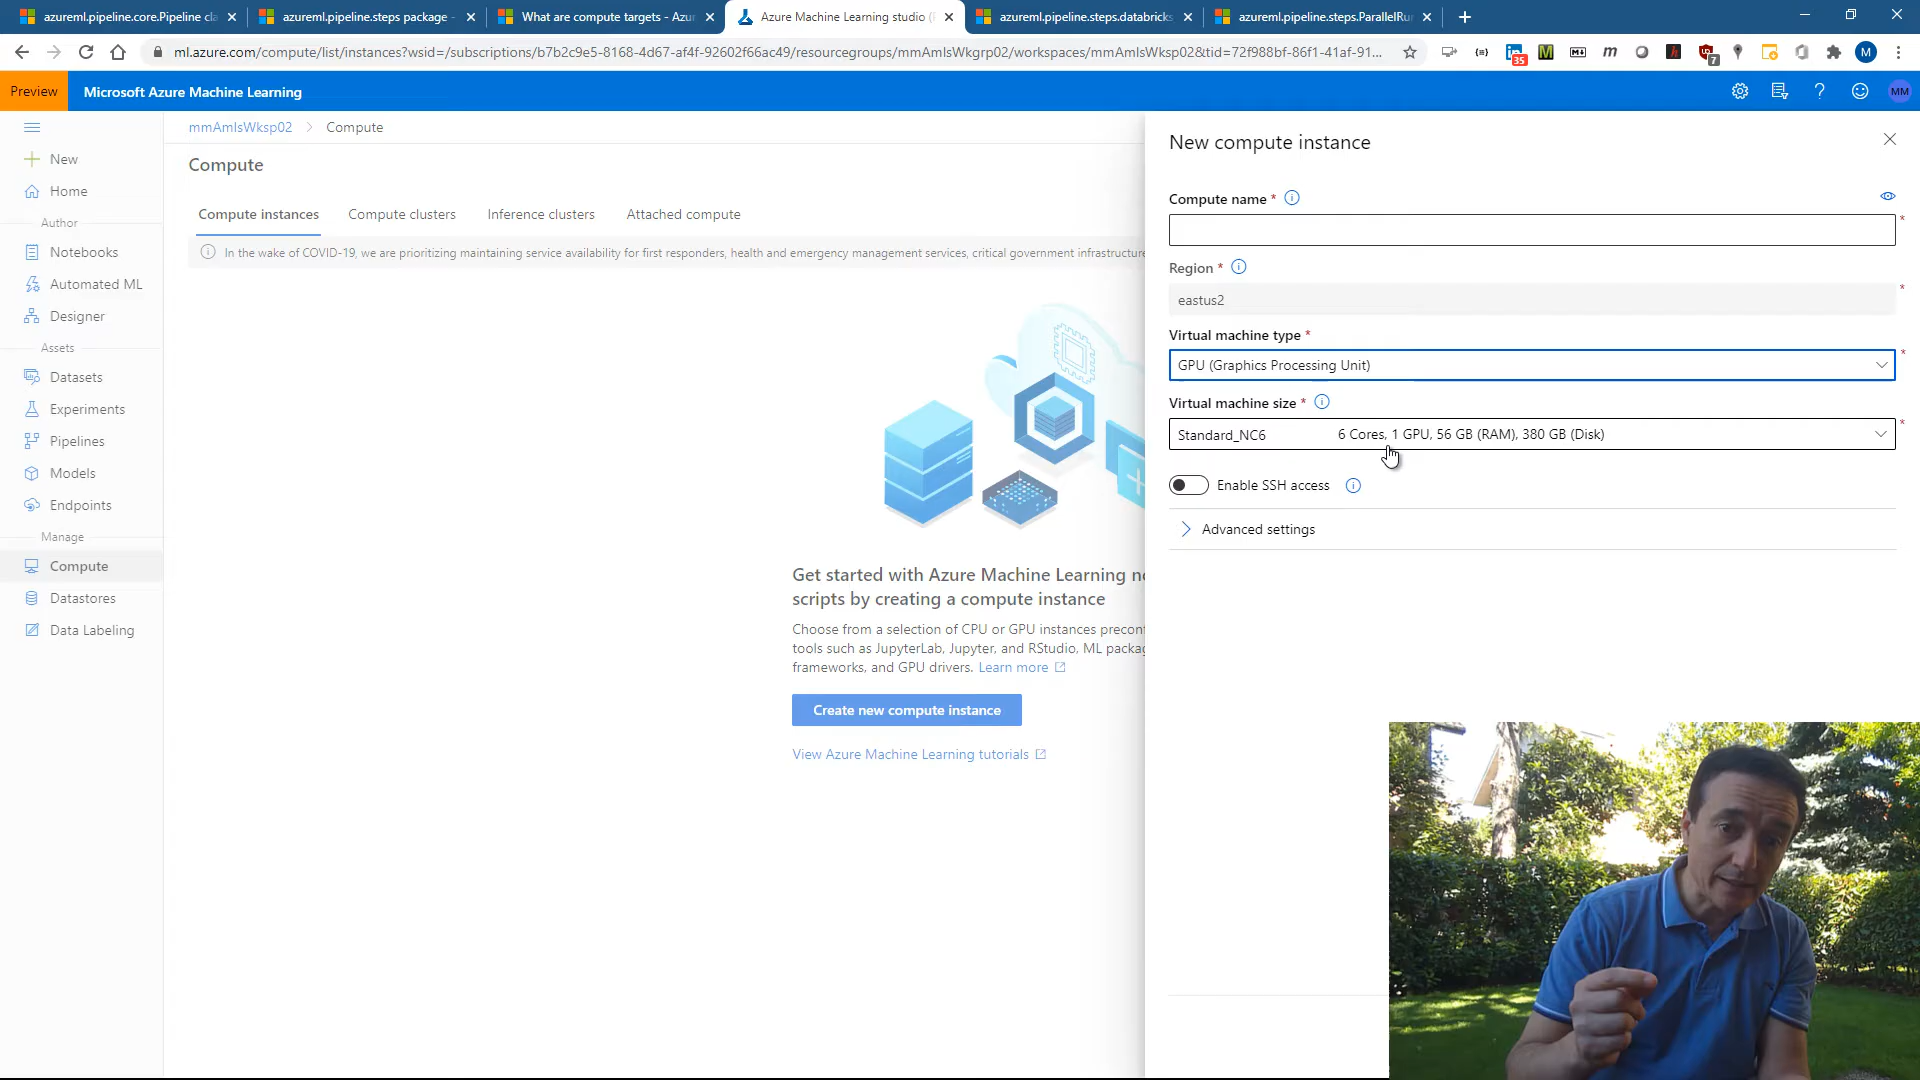 azureml.pipeline.core.Pipeline cla
azureml.pipeline.steps package -
What are compute targets - Azu
Azure Machine Learning studio (
azureml.pipeline.steps.databricks
azureml.pipeline.steps.ParallelRu
ml.azure.com/compute/list/instances?wsid=/subscriptions/b7b2c9e5-8168-4d67-af4f-92602f66ac49/resourcegroups/mmAmlsWkgrp02/workspaces/mmAmlsWksp02&tid=72f988bf-86f1-41af-91...
35
7
M
Preview
Microsoft Azure Machine Learning
MM
New
Home
Author
Notebooks
Automated ML
Designer
Assets
Datasets
Experiments
Pipelines
Models
Endpoints
Manage
Compute
Datastores
Data Labeling
mmAmlsWksp02 > Compute
Compute
Compute instances
Compute clusters
Inference clusters
Attached compute
In the wake of COVID-19, we are prioritizing maintaining service availability for first responders, health and emergency management services, critical government infrastructure
Get started with Azure Machine Learning no
scripts by creating a compute instance
Choose from a selection of CPU or GPU instances preconf
tools such as JupyterLab, Jupyter, and RStudio, ML packag
frameworks, and GPU drivers. Learn more
Create new compute instance
View Azure Machine Learning tutorials
New compute instance
Compute name *
Region *
eastus2
Virtual machine type *
GPU (Graphics Processing Unit)
Virtual machine size *
Standard_NC6 6 Cores, 1 GPU, 56 GB (RAM), 380 GB (Disk)
Enable SSH access
Advanced settings